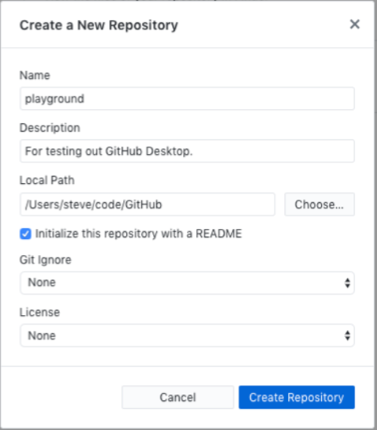 Create a New Repository
Name
playground
Description
For testing out GitHub Desktop.
Local Path
/Users/steve/code/GitHub
Choose...
Initialize this repository with a README
Git Ignore
None
License
None
Cancel
Create Repository